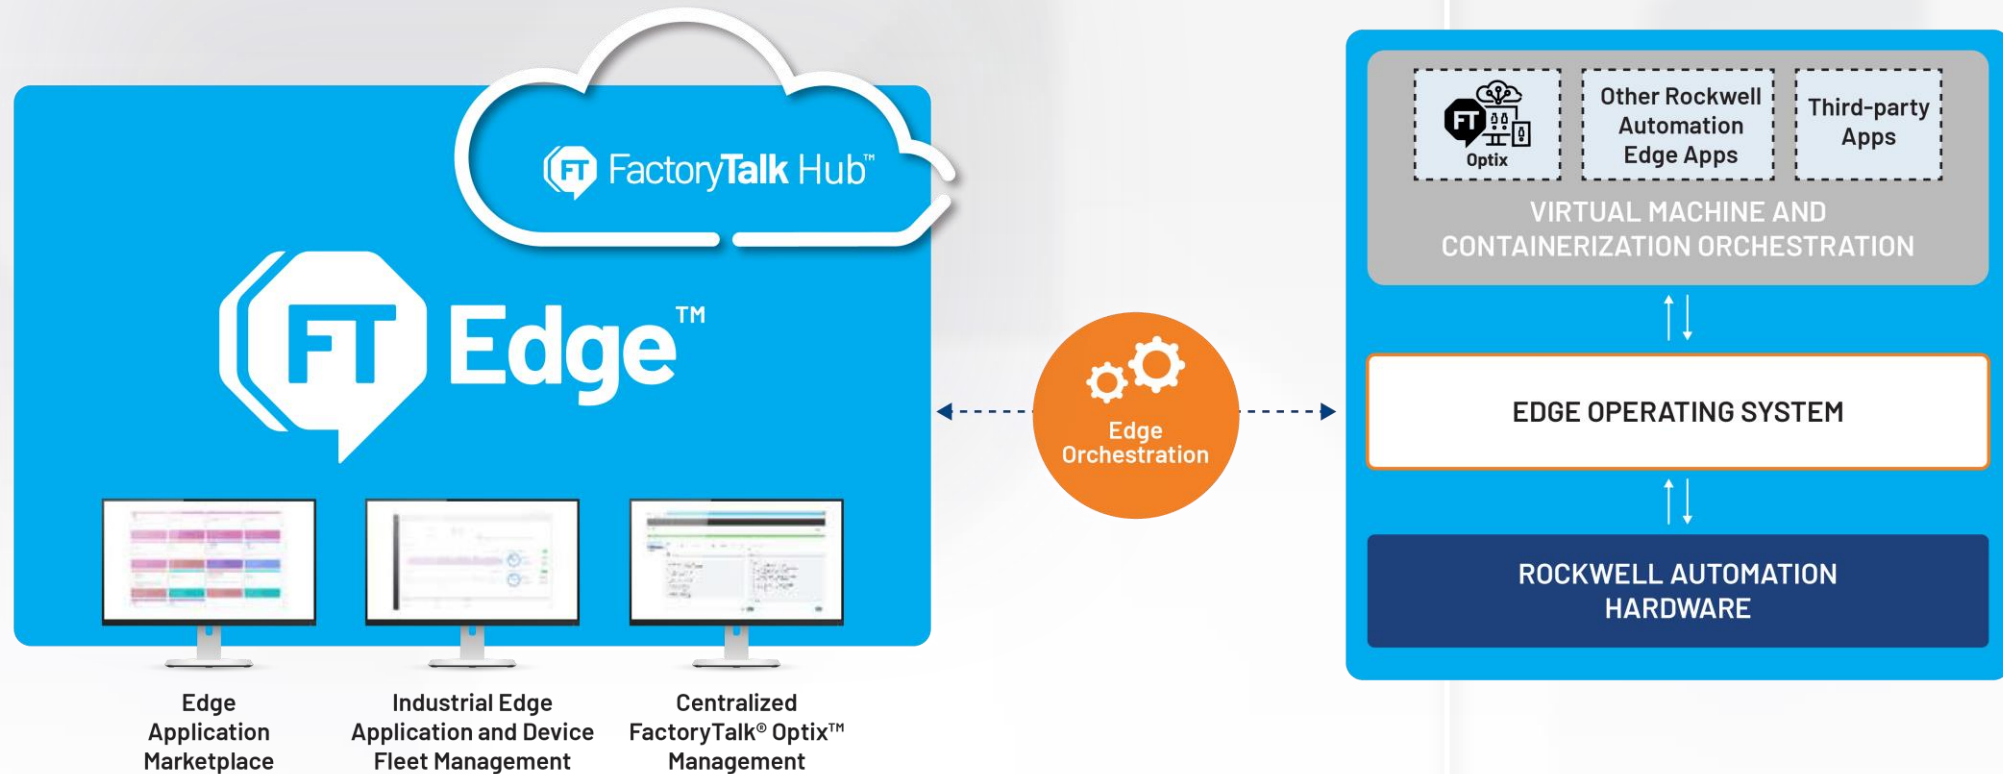 FT FactoryTalk Hub™
FT Edge™
Edge
Application
Marketplace
Industrial Edge
Application and Device
Fleet Management
Centralized
FactoryTalk® Optix™
Management
Edge
Orchestration
FT
Optix
Other Rockwell
Automation
Edge Apps
Third-party
Apps
VIRTUAL MACHINE AND
CONTAINERIZATION ORCHESTRATION
EDGE OPERATING SYSTEM
ROCKWELL AUTOMATION
HARDWARE